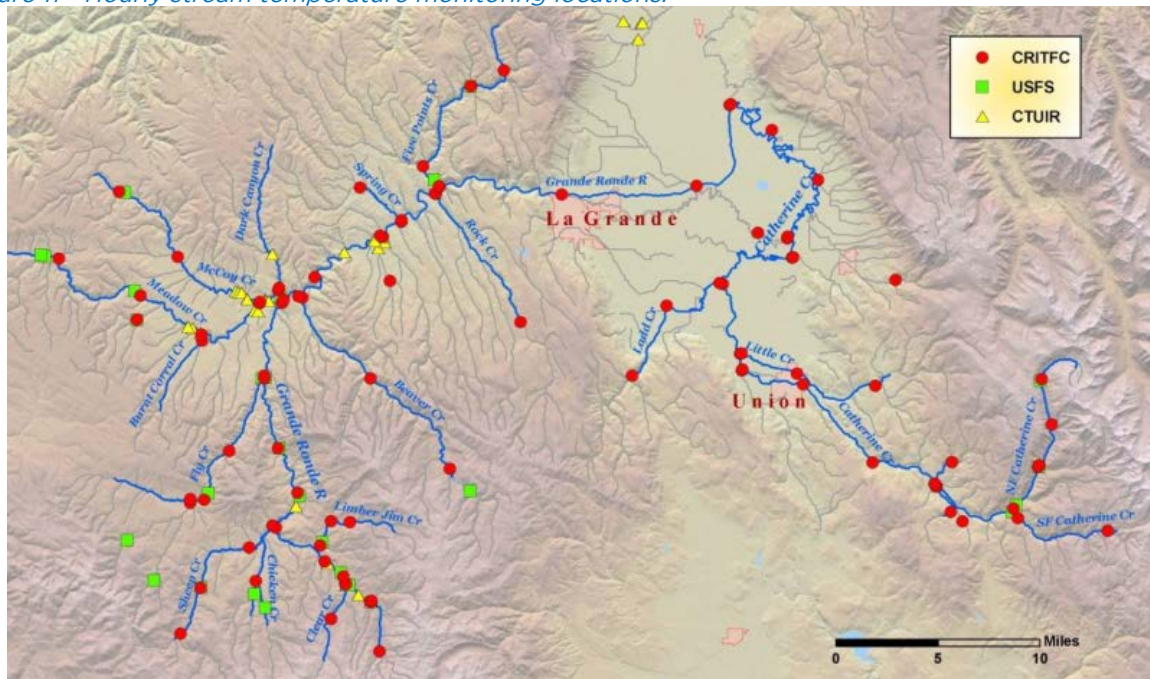 Hourly stream temperature monitoring locations.
CRITFC
USFS
CTUIR
Five Points Cr
Dark Canyon Cr
Spring Cr
Grande Ronde R
La Grande
Catherine Cr
Rock Cr
McCoy Cr
Meadow Cr
Ladd Cr
Burnt Corral Cr
Little Cr
Beaver Cr
Union
Catherine Cr
Grande Ronde R
Fly Cr
NF Catherine Cr
Limber Jim Cr
SF Catherine Cr
Sheep Cr
Chicken Cr
Clear Cr
Miles
0 5 10